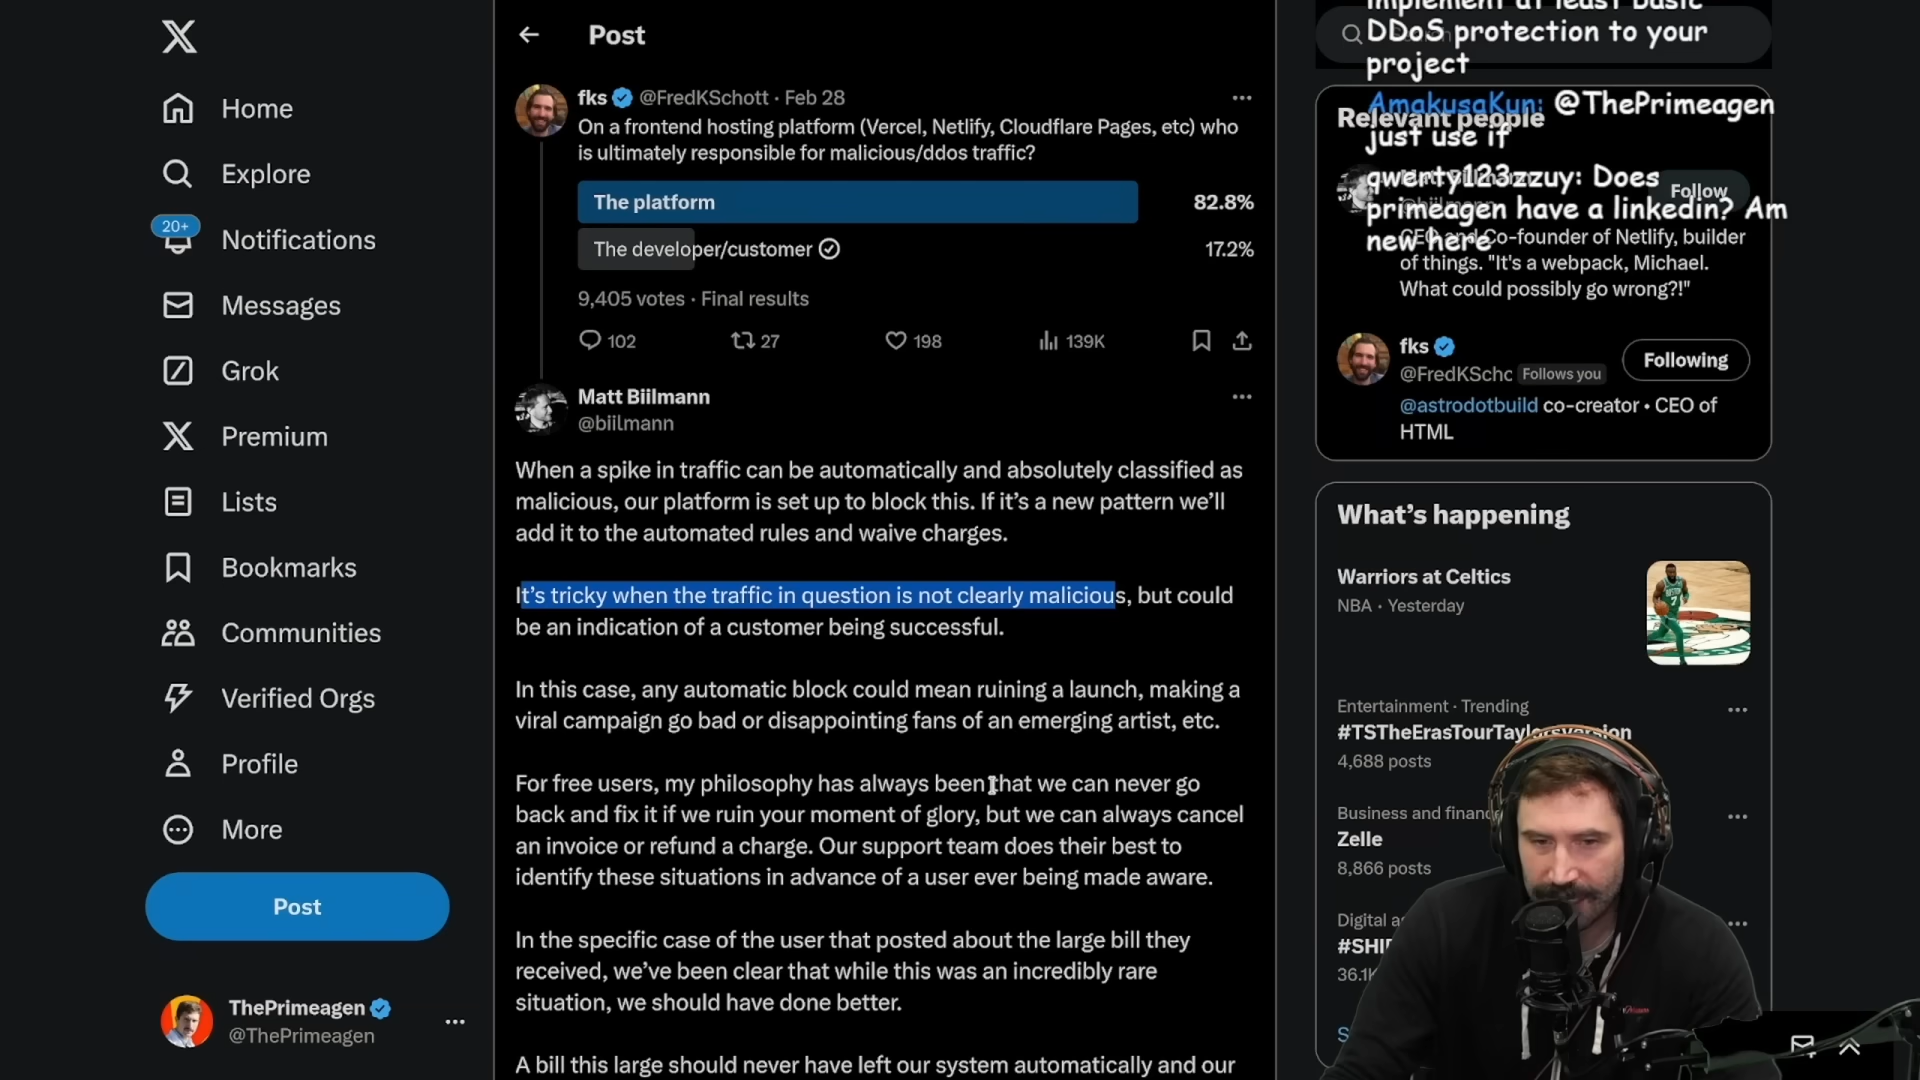 Home
Explore
20+
Notifications
Messages
Grok
Premium
Lists
Bookmarks
Communities
Verified Orgs
Profile
More
Post
ThePrimeagen
@ThePrimeagen
Post
fks @FredKSchott · Feb 28
On a frontend hosting platform (Vercel, Netlify, Cloudflare Pages, etc) who
is ultimately responsible for malicious/ddos traffic?
The platform 82.8%
The developer/customer 17.2%
9,405 votes · Final results
102 27 198 139K
Matt Biilmann
@biilmann
When a spike in traffic can be automatically and absolutely classified as
malicious, our platform is set up to block this. If it’s a new pattern we’ll
add it to the automated rules and waive charges.
It’s tricky when the traffic in question is not clearly malicious, but could
be an indication of a customer being successful.
In this case, any automatic block could mean ruining a launch, making a
viral campaign go bad or disappointing fans of an emerging artist, etc.
For free users, my philosophy has always been that we can never go
back and fix it if we ruin your moment of glory, but we can always cancel
an invoice or refund a charge. Our support team does their best to
identify these situations in advance of a user ever being made aware.
In the specific case of the user that posted about the large bill they
received, we’ve been clear that while this was an incredibly rare
situation, we should have done better.
A bill this large should never have left our system automatically and our
implement at least basic
DDoS protection to your
project
AmakusaKun: @ThePrimeagen
just use if
qwerty123zzuy: Does
primeagen have a linkedin? Am
new here
Relevant people
Follow
CEO and Co-founder of Netlify, builder
of things. "It's a webpack, Michael.
What could possibly go wrong?!"
fks
@FredKSchc Follows you
Following
@astrodotbuild co-creator • CEO of
HTML
What’s happening
Warriors at Celtics
NBA · Yesterday
Entertainment · Trending
#TSTheErasTourTaylorsversion
4,688 posts
Business and financ
Zelle
8,866 posts
Digital a
#SHI
36.1K